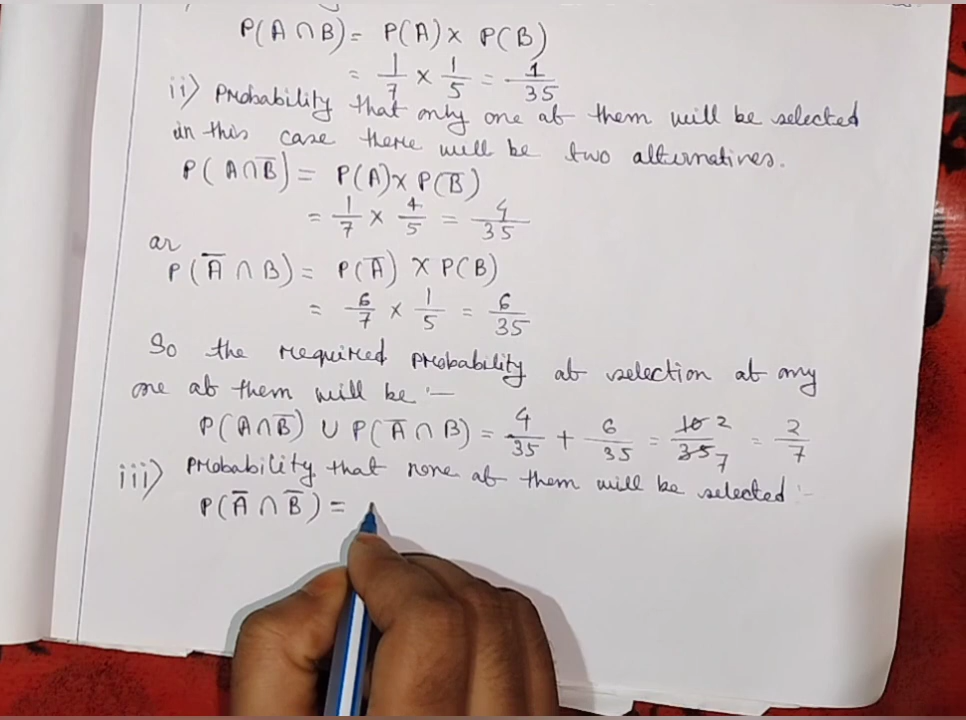 P(A ∩ B) = P(A) × P(B)
= 1/7 × 1/5 = 1/35
ii) Probability that only one of them will be selected
in this case there will be two alternatives.
P(A∩B̅) = P(A) × P(B̅)
= 1/7 × 4/5 = 4/35
or
P(A̅ ∩ B) = P(A̅) × P(B)
= 6/7 × 1/5 = 6/35
So the required probability of selection of any
one of them will be :—
P(A∩B̅) ∪ P(A̅ ∩ B) = 4/35 + 6/35 = 10 2/35 7 = 2/7
iii) Probability that none of them will be selected :—
P(A̅ ∩ B̅) =